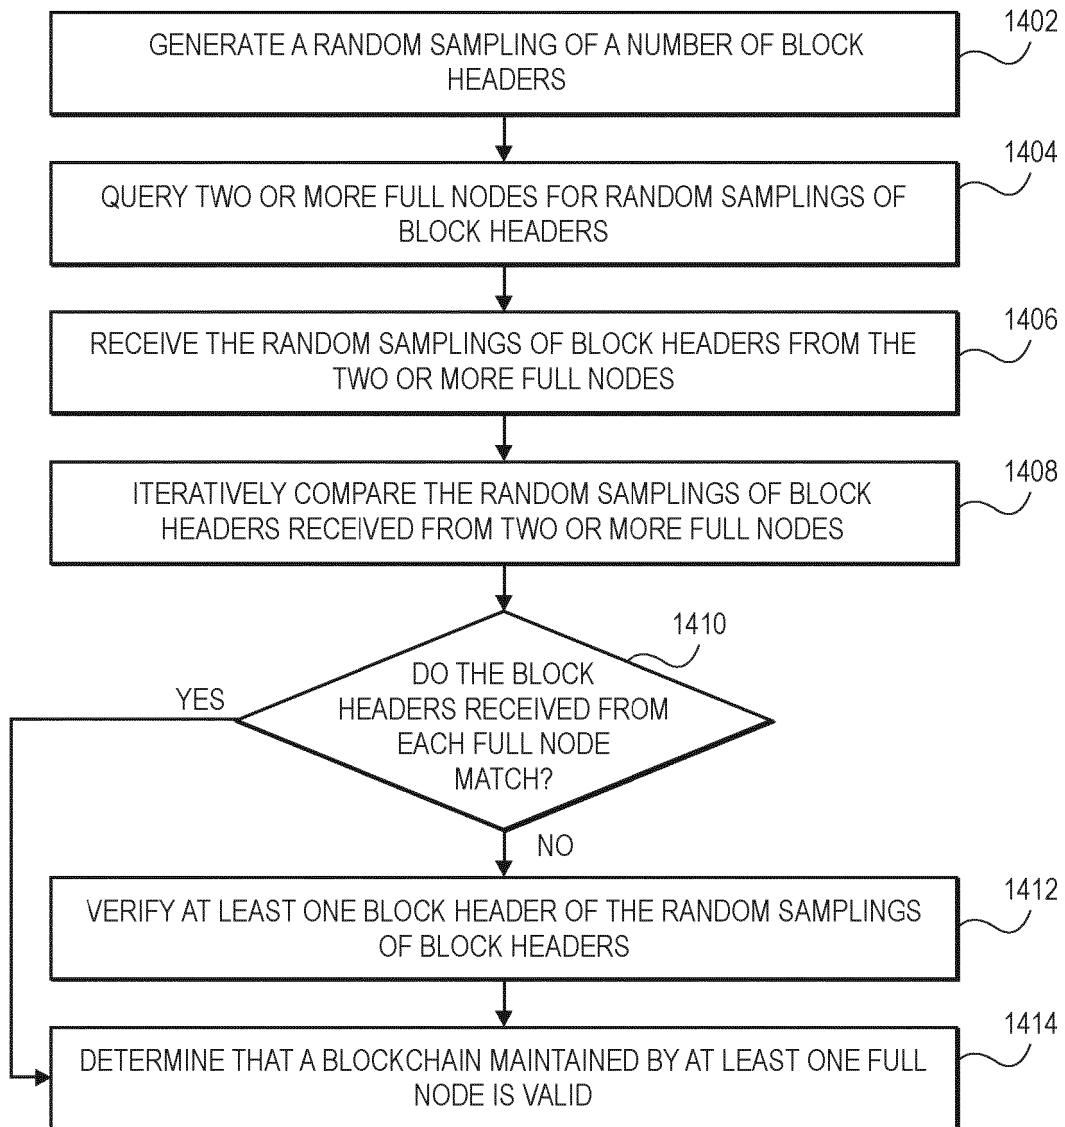 1402
GENERATE A RANDOM SAMPLING OF A NUMBER OF BLOCK
HEADERS
1404
QUERY TWO OR MORE FULL NODES FOR RANDOM SAMPLINGS OF
BLOCK HEADERS
1406
RECEIVE THE RANDOM SAMPLINGS OF BLOCK HEADERS FROM THE
TWO OR MORE FULL NODES
1408
ITERATIVELY COMPARE THE RANDOM SAMPLINGS OF BLOCK
HEADERS RECEIVED FROM TWO OR MORE FULL NODES
1410
DO THE BLOCK
HEADERS RECEIVED FROM
EACH FULL NODE
MATCH?
YES
NO
1412
VERIFY AT LEAST ONE BLOCK HEADER OF THE RANDOM SAMPLINGS
OF BLOCK HEADERS
1414
DETERMINE THAT A BLOCKCHAIN MAINTAINED BY AT LEAST ONE FULL
NODE IS VALID